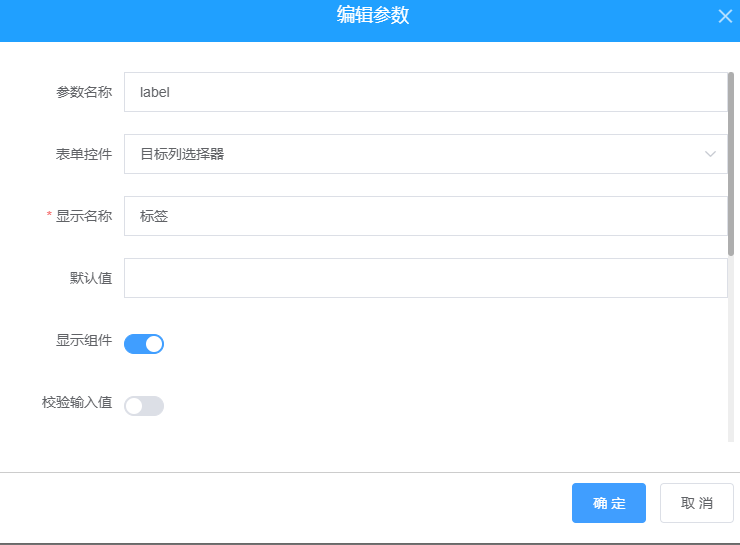 编辑参数
参数名称 label
表单控件 目标列选择器
* 显示名称 标签
默认值
显示组件
校验输入值
确定 取消